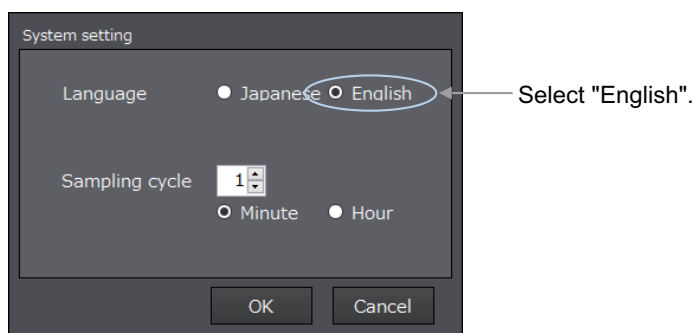 System setting
Language Japanese English
Select "English".
Sampling cycle 1
Minute Hour
OK Cancel